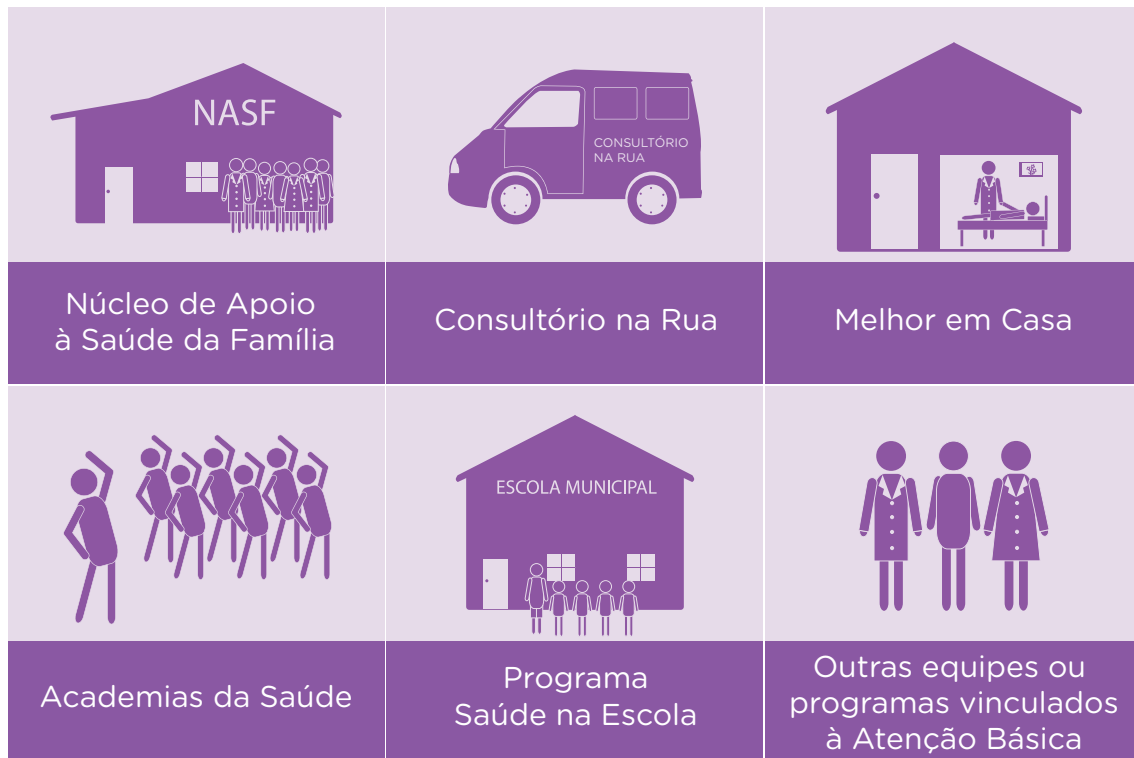 NASF
Núcleo de Apoio
à Saúde da Família
CONSULTÓRIO
NA RUA
Consultório na Rua
Melhor em Casa
Academias da Saúde
ESCOLA MUNICIPAL
Programa
Saúde na Escola
Outras equipes ou
programas vinculados
à Atenção Básica